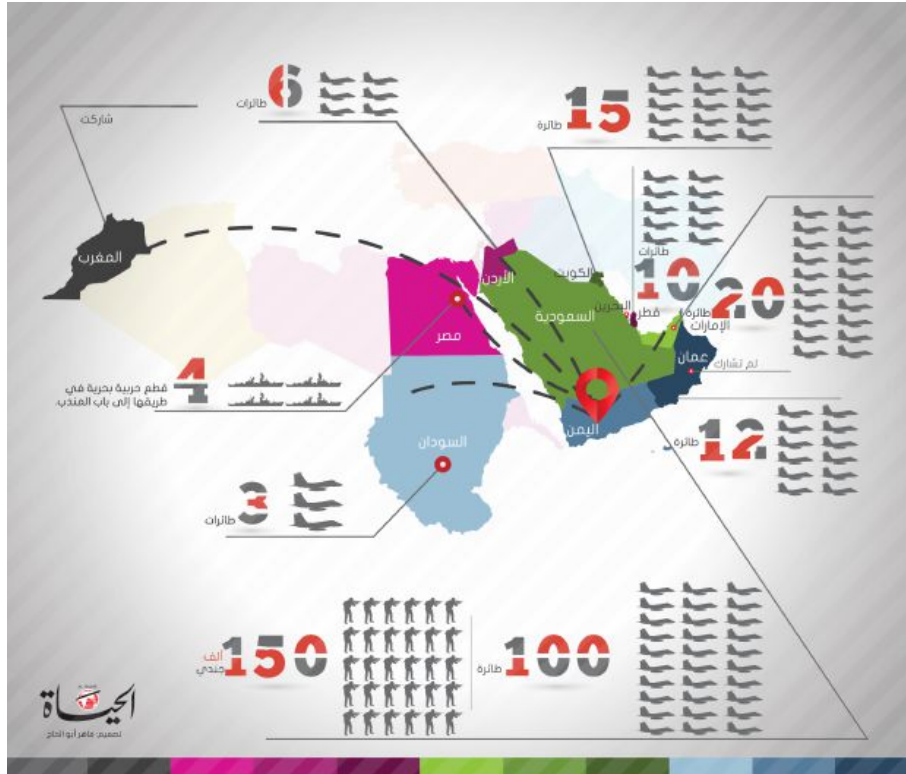 6
طائرات
15
طائرة
شاركت
طائرات
10
20
طائرة
المغرب
الأردن
الكويت
البحرين
قطر
الإمارات
السعودية
مصر
عمان
لم تشارك
4
قطع حربية بحرية في
طريقها إلى باب المندب.
السودان
اليمن
12
طائرة
3
طائرات
150
ألف
جندي
100
طائرة
الحياة
تصميم: ماهر أبو الحاج